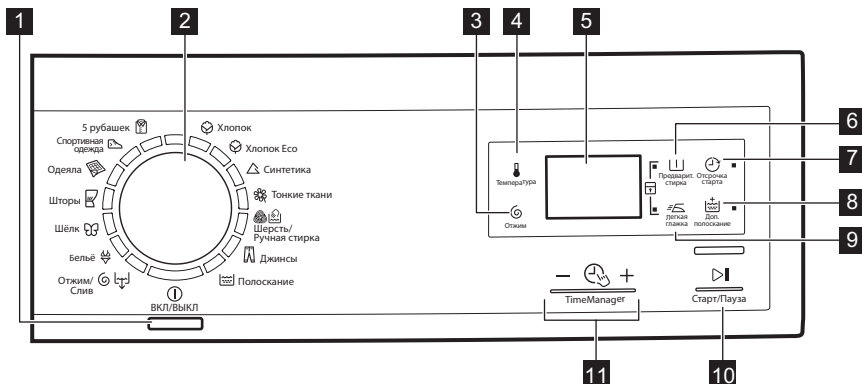 1
2
3
4
5
6
7
8
9
10
11
5 рубашек
Спортивная
одежда
Одеяла
Шторы
Шёлк
Бельё
Отжим/
Слив
ВКЛ/ВЫКЛ
Хлопок
Хлопок Eco
Синтетика
Тонкие ткани
Шерсть/
Ручная стирка
Джинсы
Полоскание
Температура
Отжим
Предварит.
стирка
Отсрочка
старта
Легкая
глажка
Доп.
полоскание
TimeManager
Старт/Пауза